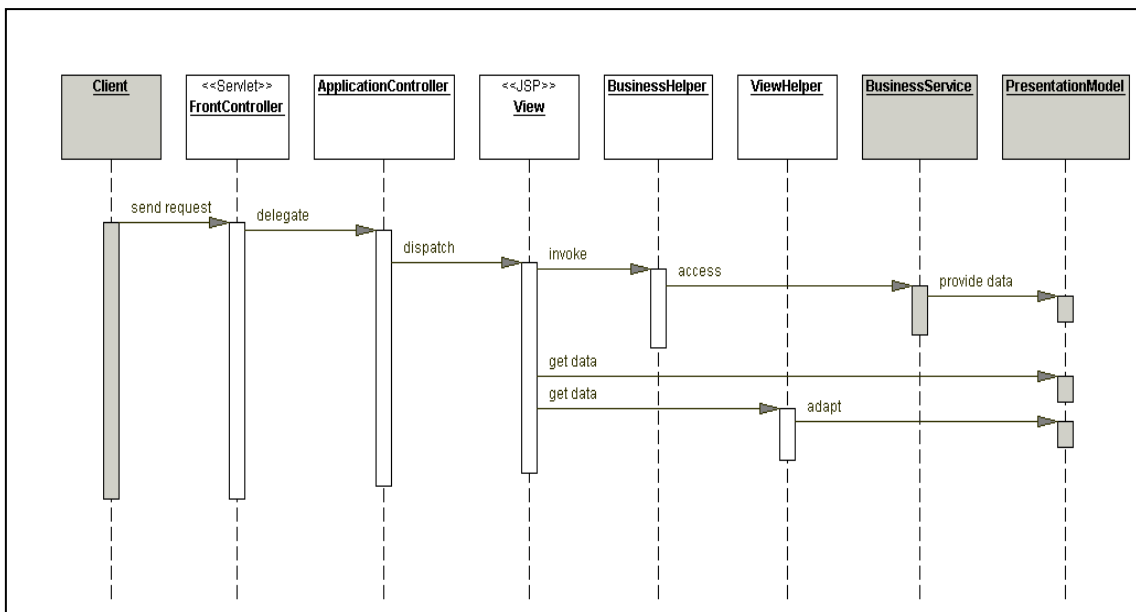 Client
<<Servlet>>
FrontController
ApplicationController
<<JSP>>
View
BusinessHelper
ViewHelper
BusinessService
PresentationModel
send request
delegate
dispatch
invoke
access
provide data
get data
get data
adapt